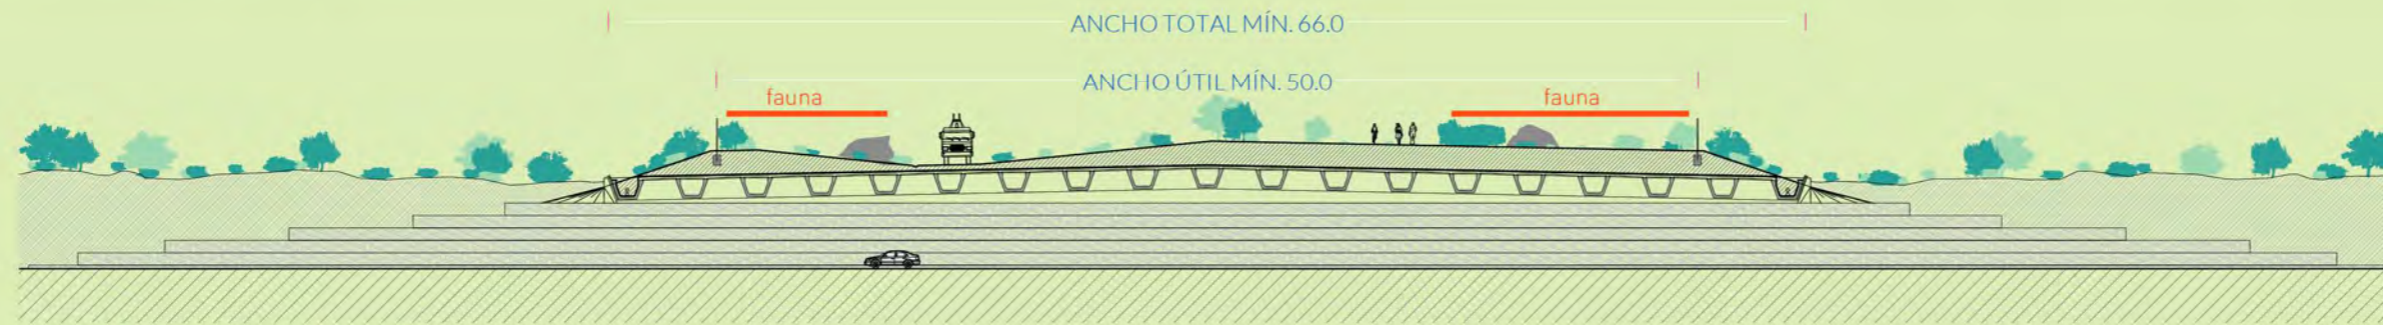 ANCHO TOTAL MÍN. 66.0
ANCHO ÚTIL MÍN. 50.0
fauna
fauna